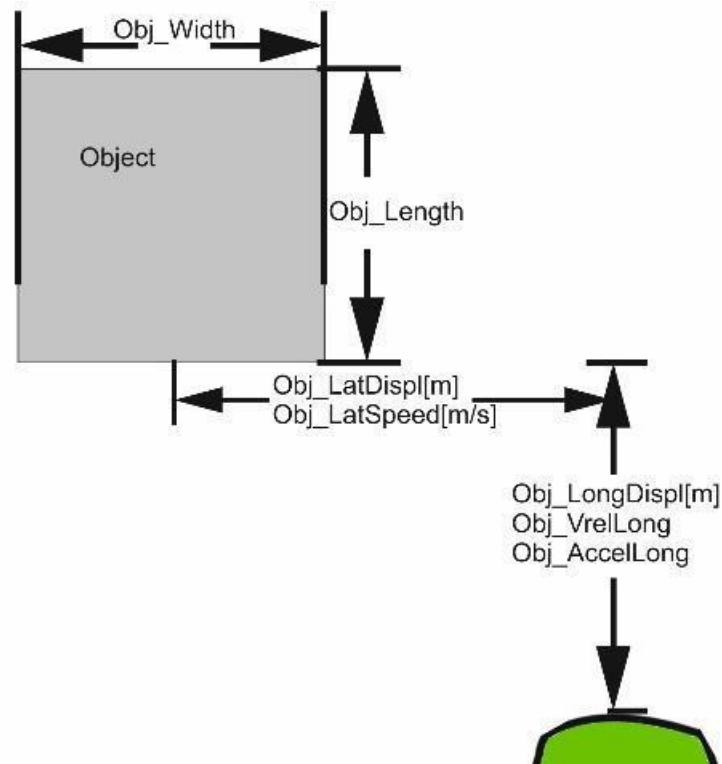 Obj_Width
Object
Obj_Length
Obj_LatDispl[m]
Obj_LatSpeed[m/s]
Obj_LongDispl[m]
Obj_VrelLong
Obj_AccelLong